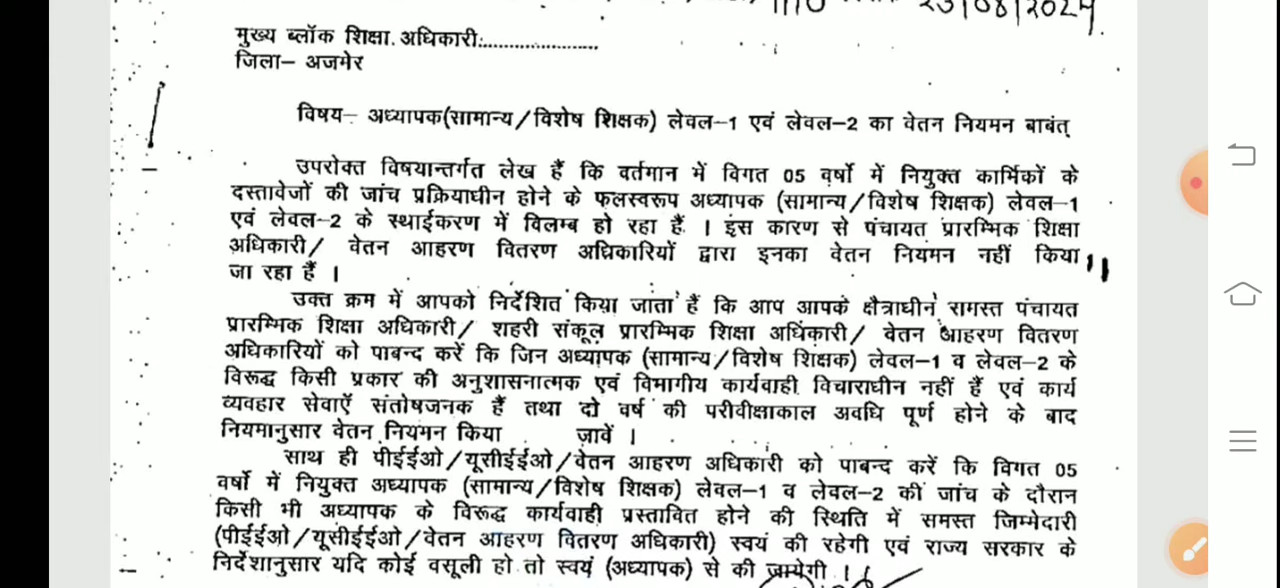 23/08/2024
मुख्य ब्लॉक शिक्षा अधिकारी:......................
जिला– अजमेर
विषय– अध्यापक(सामान्य/विशेष शिक्षक) लेवल–1 एवं लेवल–2 का वेतन नियमन बाबत्
उपरोक्त विषयान्तर्गत लेख हैं कि वर्तमान में विगत 05 वर्षो में नियुक्त कार्मिकों के
दस्तावेजों की जांच प्रक्रियाधीन होने के फलस्वरूप अध्यापक (सामान्य/विशेष शिक्षक) लेवल–1
एवं लेवल–2 के स्थाईकरण में विलम्ब हो रहा हैं । इस कारण से पंचायत प्रारम्भिक शिक्षा
अधिकारी/ वेतन आहरण वितरण अधिकारियों द्वारा इनका वेतन नियमन नहीं किया
जा रहा हैं ।
उक्त क्रम में आपको निर्देशित किया जाता हैं कि आप आपके क्षैत्राधीन समस्त पंचायत
प्रारम्भिक शिक्षा अधिकारी/ शहरी संकूल प्रारम्भिक शिक्षा अधिकारी/ वेतन आहरण वितरण
अधिकारियों को पाबन्द करें कि जिन अध्यापक (सामान्य/विशेष शिक्षक) लेवल–1 व लेवल–2 के
विरूद्ध किसी प्रकार की अनुशासनात्मक एवं विभागीय कार्यवाही विचाराधीन नहीं हैं एवं कार्य
व्यवहार सेवाएँ संतोषजनक हैं तथा दो वर्ष की परीवीक्षाकाल अवधि पूर्ण होने के बाद
नियमानुसार वेतन नियमन किया जावें ।
साथ ही पीईईओ/यूसीईईओ/वेतन आहरण अधिकारी को पाबन्द करें कि विगत 05
वर्षो में नियुक्त अध्यापक (सामान्य/विशेष शिक्षक) लेवल–1 व लेवल–2 की जांच के दौरान
किसी भी अध्यापक के विरूद्ध कार्यवाही प्रस्तावित होने की स्थिति में समस्त जिम्मेदारी
(पीईईओ/यूसीईईओ/वेतन आहरण वितरण अधिकारी) स्वयं की रहेगी एवं राज्य सरकार के
निर्देशानुसार यदि कोई वसूली हो तो स्वयं (अध्यापक) से की जायेगी ।